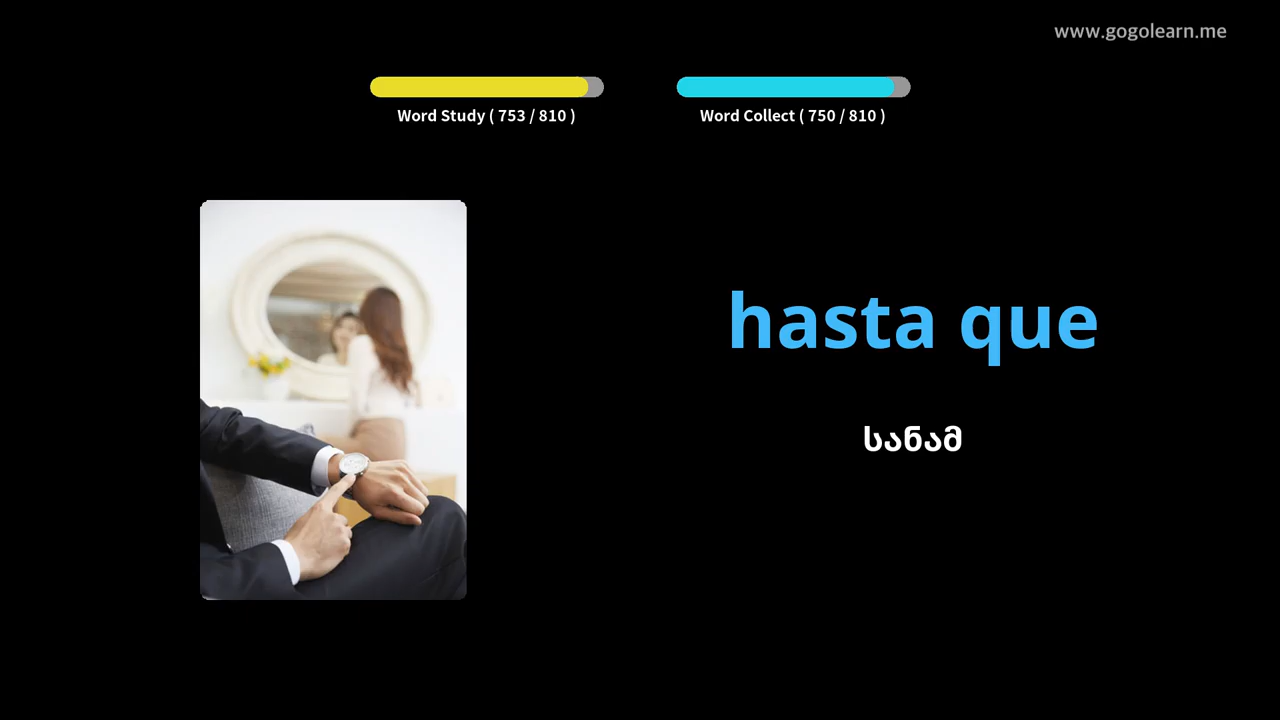 www.gogolearn.me
Word Study ( 753 / 810 )
Word Collect ( 750 / 810 )
hasta que
სანამ